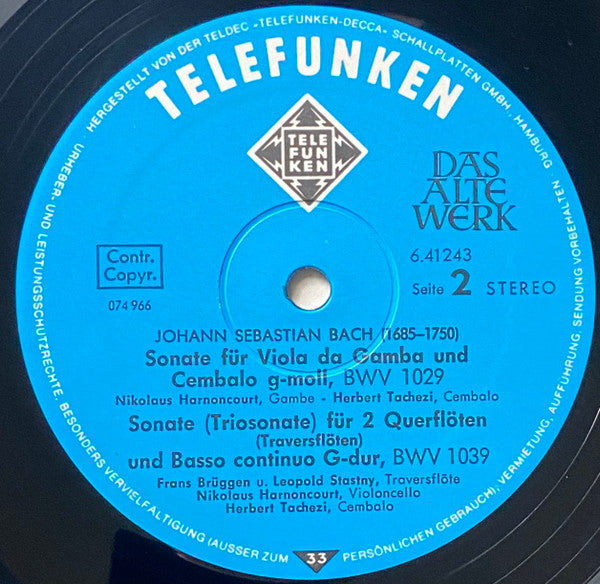 HERGESTELLT VON DER TELDEC »TELEFUNKEN-DECCA« SCHALLPLATTEN GMBH, HAMBURG
TELEFUNKEN
TELE
FUN
KEN
DAS
ALTE
WERK
6.41243
Contr.
Copyr.
Seite 2 STEREO
074 966
JOHANN SEBASTIAN BACH (1685–1750)
Sonate für Viola da Gamba und
Cembalo g-moll, BWV 1029
Nikolaus Harnoncourt, Gambe - Herbert Tachezi, Cembalo
Sonate (Triosonate) für 2 Querflöten
(Traversflöten)
und Basso continuo G-dur, BWV 1039
Frans Brüggen u. Leopold Stastny, Traversflöte
Nikolaus Harnoncourt, Violoncello
Herbert Tachezi, Cembalo
URHEBER- UND LEISTUNGSSCHUTZRECHTE, BESONDERS VERVIELFÄLTIGUNG (AUSSER ZUM PERSÖNLICHEN GEBRAUCH), VERMIETUNG, AUFFÜHRUNG, SENDUNG VORBEHALTEN.
33